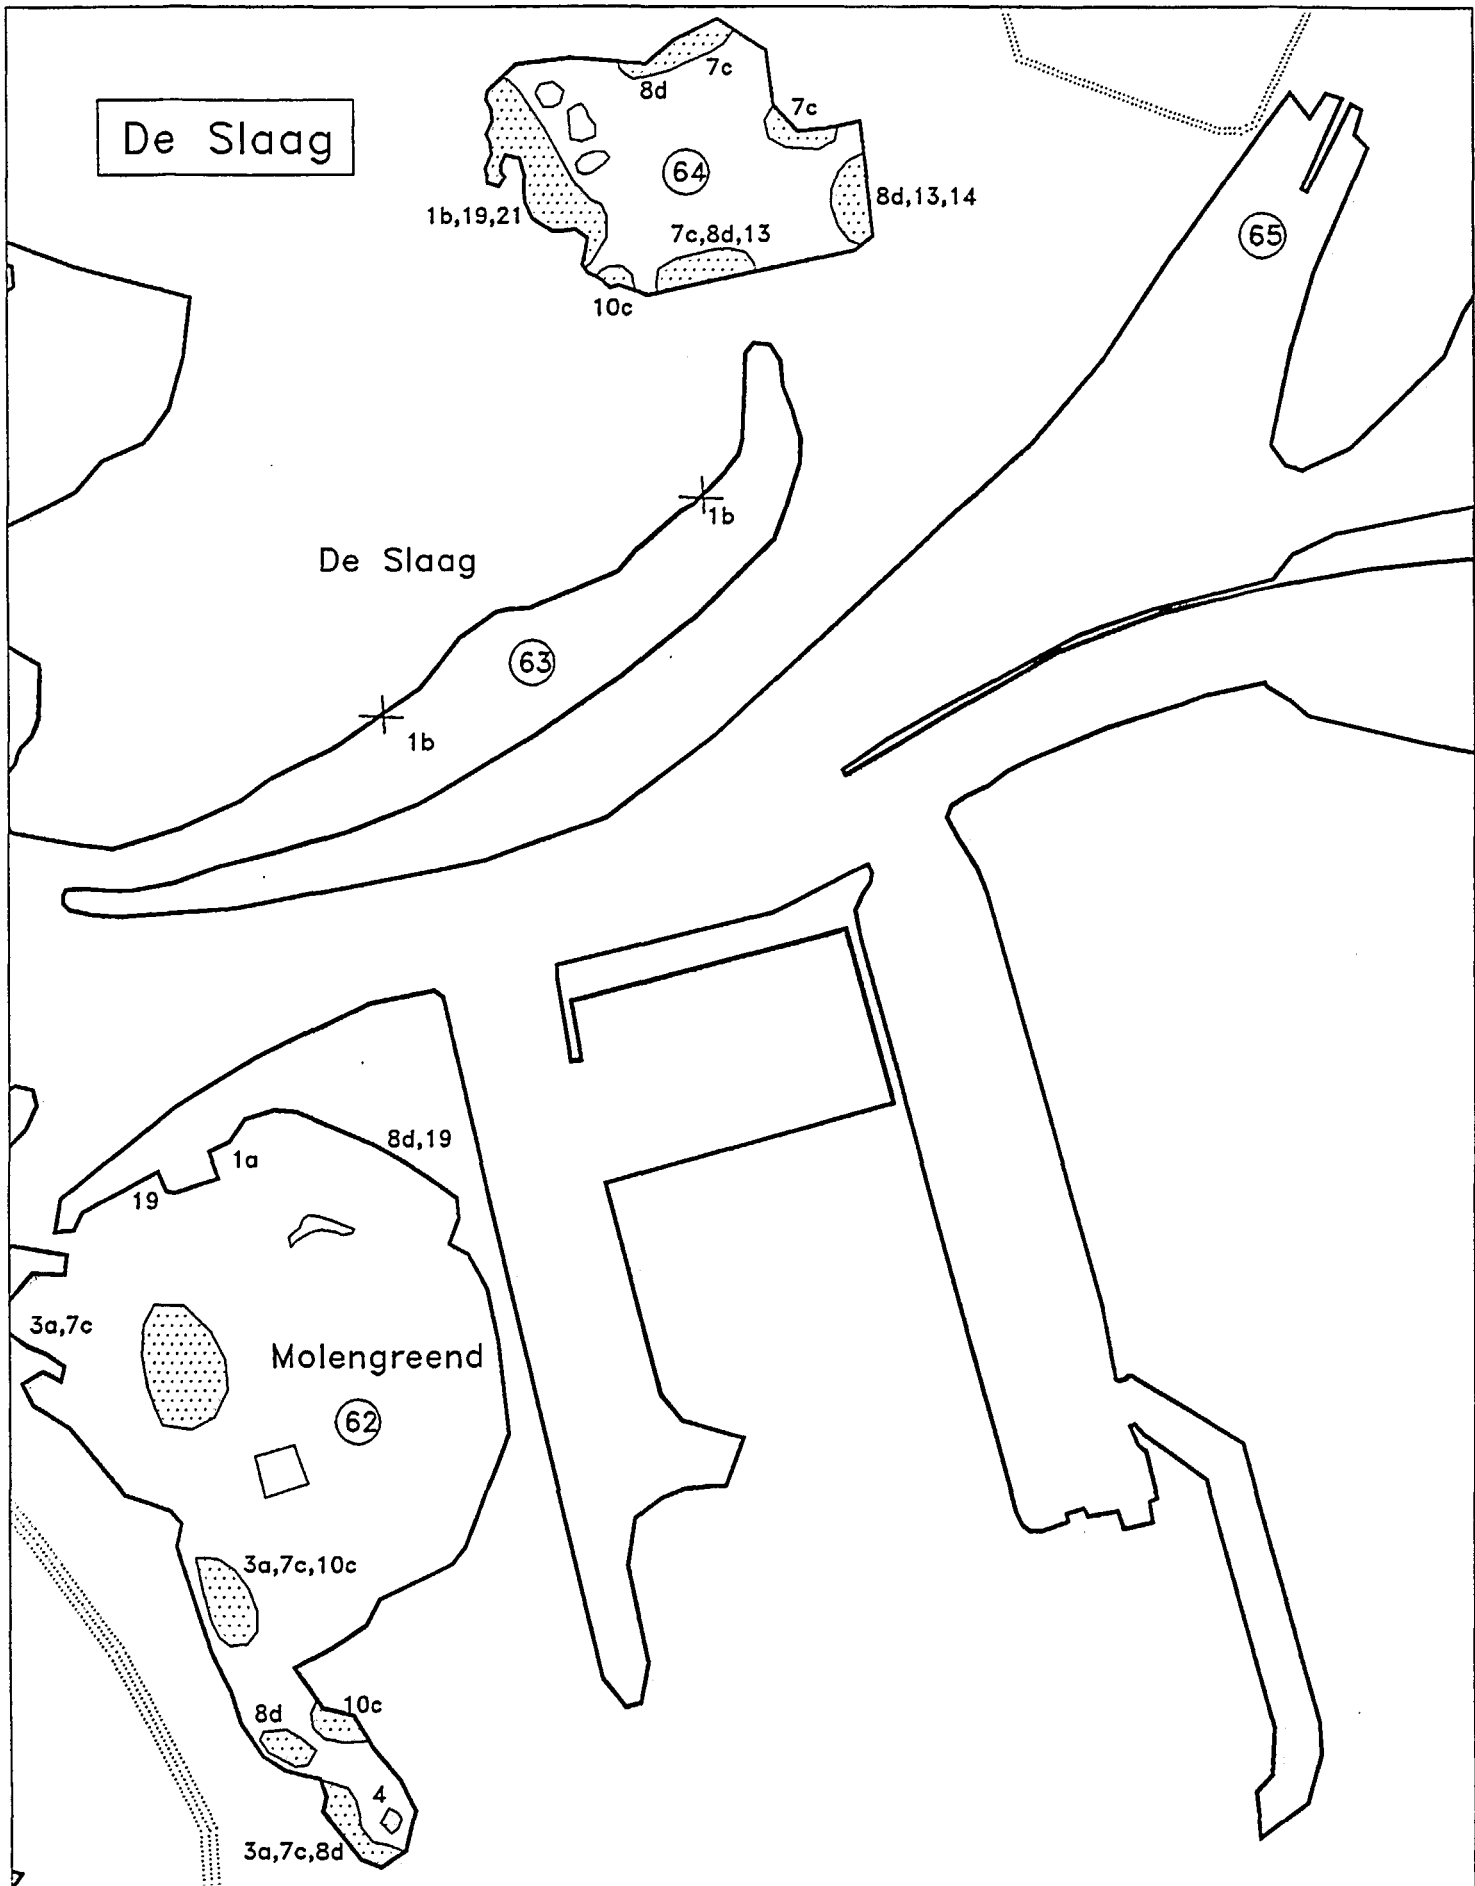 De Slaag
7c
8d
7c
64
8d,13,14
1b,19,21
7c,8d,13
65
10c
1b
De Slaag
63
1b
8d,19
1a
19
3a,7c
Molengreend
62
3a,7c,10c
8d
10c
4
3a,7c,8d